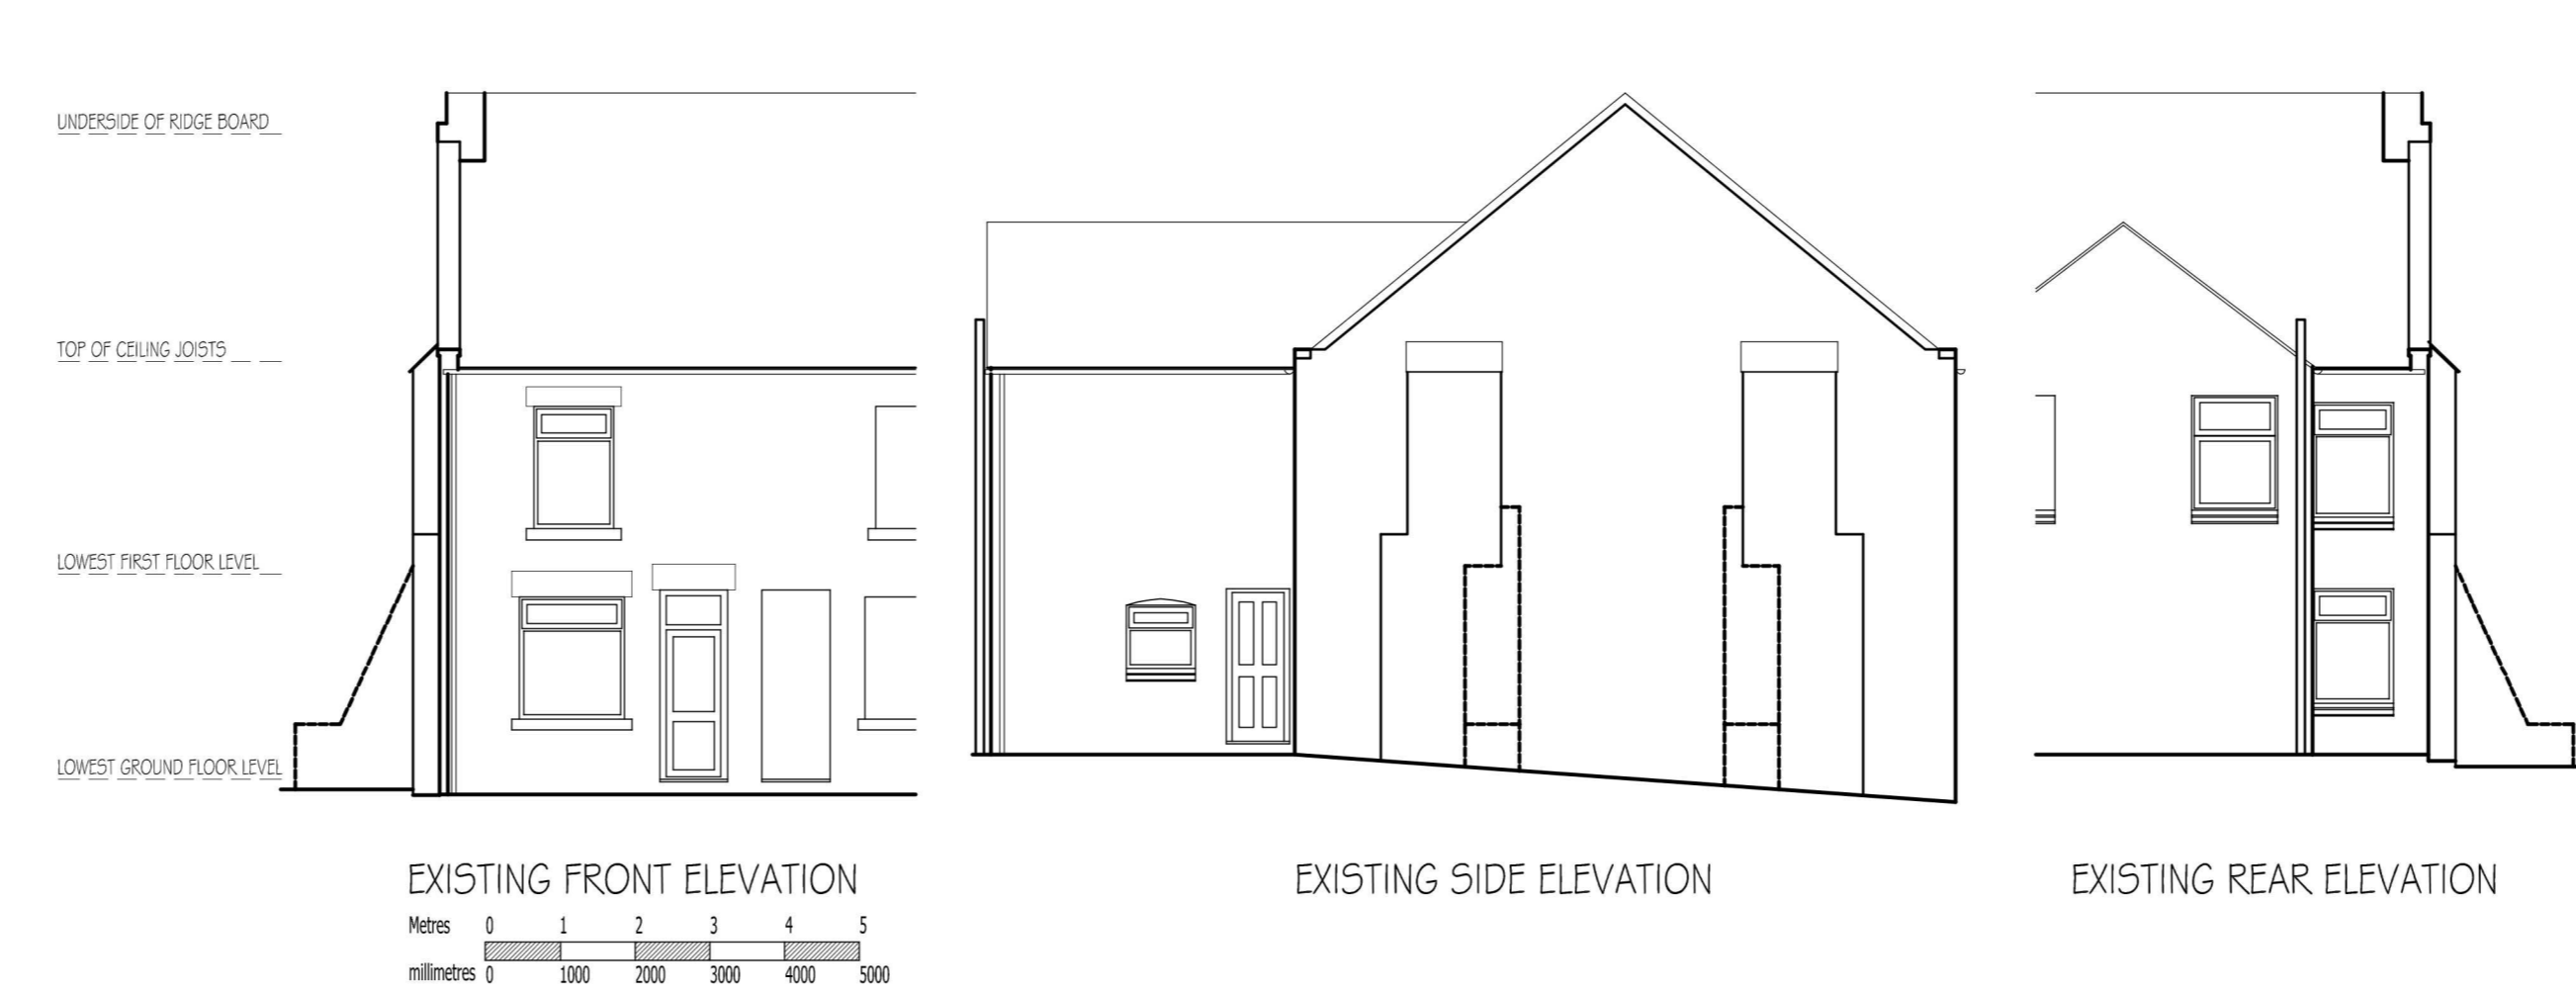 UNDERSIDE OF RIDGE BOARD
TOP OF CEILING JOISTS
LOWEST FIRST FLOOR LEVEL
LOWEST GROUND FLOOR LEVEL
EXISTING FRONT ELEVATION
EXISTING SIDE ELEVATION
EXISTING REAR ELEVATION
Metres 0 1 2 3 4 5
millimetres 0 1000 2000 3000 4000 5000